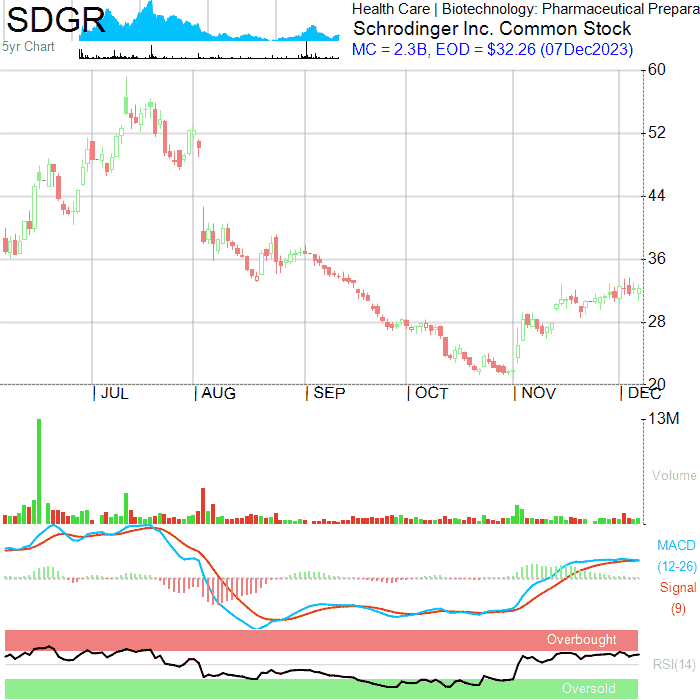 SDGR
5yr Chart
Health Care | Biotechnology: Pharmaceutical Prepara
Schrodinger Inc. Common Stock
MC = 2.3B, EOD = $32.26 (07Dec2023)
60
52
44
36
28
20
| JUL | AUG | SEP | OCT | NOV | DEC
13M
Volume
MACD
(12-26)
Signal
(9)
Overbought
RSI(14)
Oversold